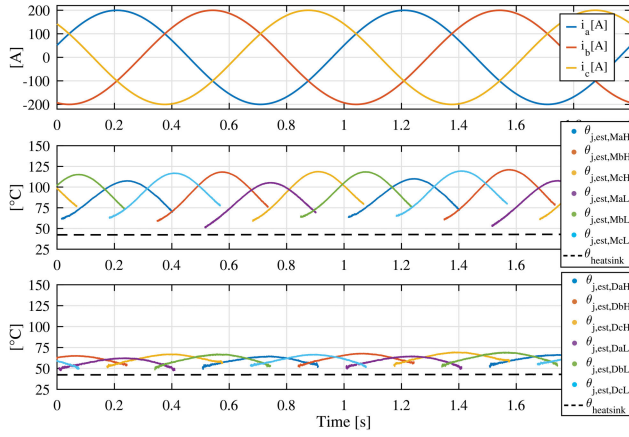 200
100
0
-100
-200
[A]
i_a[A]
i_b[A]
i_c[A]
0 0.2 0.4 0.6 0.8 1 1.2 1.4 1.6
150
125
100
75
50
25
[°C]
θ_j,est,MaH
θ_j,est,MbH
θ_j,est,McH
θ_j,est,MaL
θ_j,est,MbL
θ_j,est,McL
θ_heatsink
0 0.2 0.4 0.6 0.8 1 1.2 1.4 1.6
150
125
100
75
50
25
[°C]
θ_j,est,DaH
θ_j,est,DbH
θ_j,est,DcH
θ_j,est,DaL
θ_j,est,DbL
θ_j,est,DcL
θ_heatsink
0 0.2 0.4 0.6 0.8 1 1.2 1.4 1.6
Time [s]